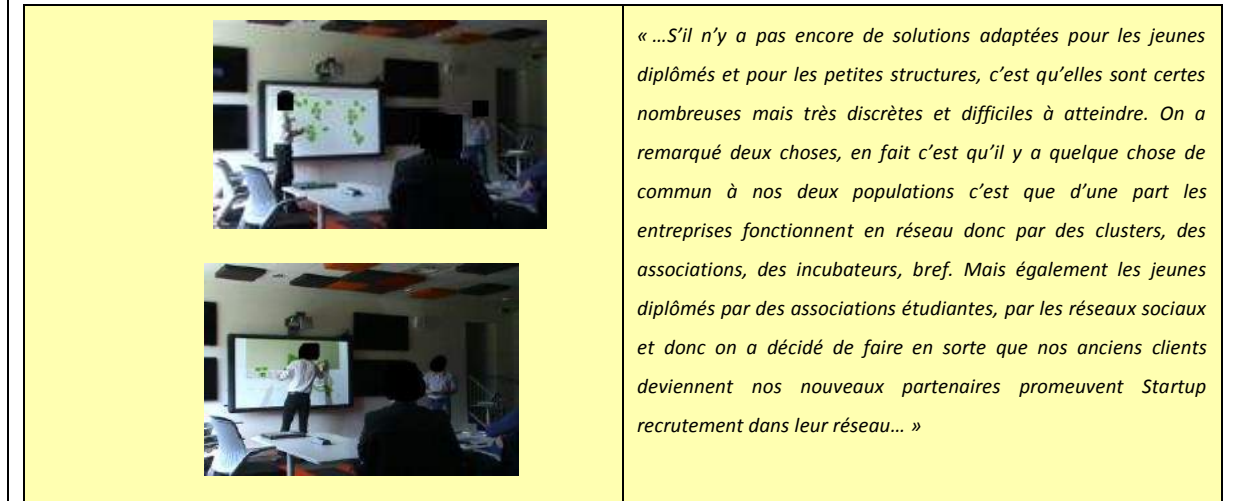 « …S’il n’y a pas encore de solutions adaptées pour les jeunes
diplômés et pour les petites structures, c’est qu’elles sont certes
nombreuses mais très discrètes et difficiles à atteindre. On a
remarqué deux choses, en fait c’est qu’il y a quelque chose de
commun à nos deux populations c’est que d’une part les
entreprises fonctionnent en réseau donc par des clusters, des
associations, des incubateurs, bref. Mais également les jeunes
diplômés par des associations étudiantes, par les réseaux sociaux
et donc on a décidé de faire en sorte que nos anciens clients
deviennent nos nouveaux partenaires promeuvent Startup
recrutement dans leur réseau… »